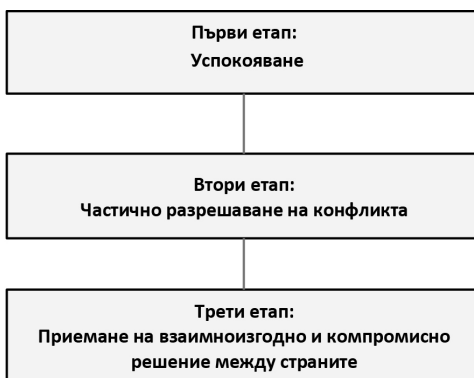 Първи етап:
Успокояване
Втори етап:
Частично разрешаване на конфликта
Трети етап:
Приемане на взаимноизгодно и компромисно
решение между страните